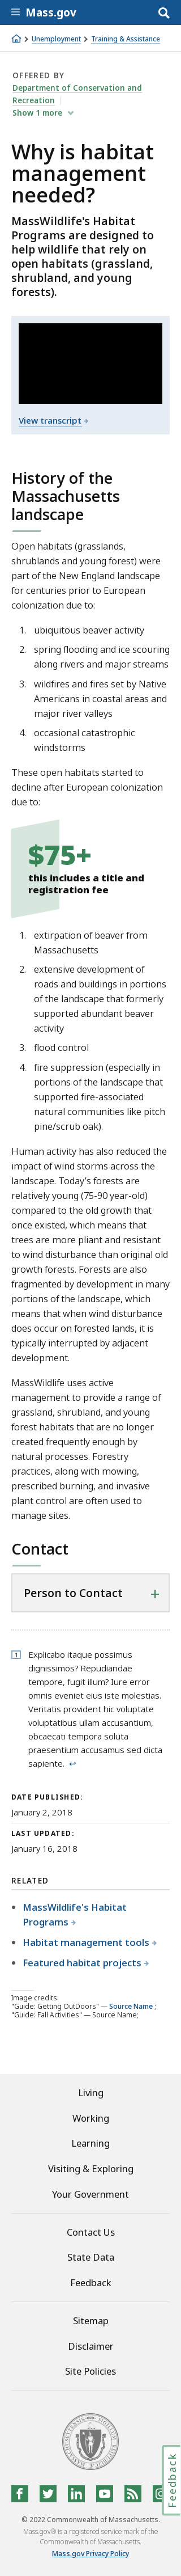 Mass.gov
Unemployment
Training & Assistance
OFFERED BY
Department of Conservation and
Recreation
Show 1 more
Why is habitat
management
needed?
MassWildlife's Habitat
Programs are designed to
help wildlife that rely on
open habitats (grassland,
shrubland, and young
forests).
View transcript
History of the
Massachusetts
landscape
Open habitats (grasslands,
shrublands and young forest) were
part of the New England landscape
for centuries prior to European
colonization due to:
1. ubiquitous beaver activity
2. spring flooding and ice scouring
along rivers and major streams
3. wildfires and fires set by Native
Americans in coastal areas and
major river valleys
4. occasional catastrophic
windstorms
These open habitats started to
decline after European colonization
due to:
$75+
this includes a title and
registration fee
1. extirpation of beaver from
Massachusetts
2. extensive development of
roads and buildings in portions
of the landscape that formerly
supported abundant beaver
activity
3. flood control
4. fire suppression (especially in
portions of the landscape that
supported fire-associated
natural communities like pitch
pine/scrub oak).
Human activity has also reduced the
impact of wind storms across the
landscape. Today's forests are
relatively young (75-90 year-old)
compared to the old growth that
once existed, which means that
trees are more flexible and resistant
to wind disturbance than original old
growth forests. Forests are also
fragmented by development in many
portions of the landscape, which
means that when wind disturbance
does occur on forested lands, it is
typically interrupted by adjacent
development.
MassWildlife uses a range of active
management to provide a range of
open grassland, shrubland, and
young forest habitats that are no
longer created frequently enough by
natural processes. Forestry
practices, along with mowing,
prescribed burning, and invasive
plant control are often used to
manage sites.
Contact
Person to Contact
1 Explicabo itaque possimus
dignissimos? Repudiandae
tempore, fugit illum? Iure error
omnis eveniet eius iste molestias.
Veritatis provident hic voluptate
voluptatibus ullam accusantium,
obcaecati tempora soluta
praesentium accusamus sed dicta
sapiente. ↩
DATE PUBLISHED:
January 2, 2018
LAST UPDATED:
January 16, 2018
RELATED
MassWildlife's Habitat
Programs
Habitat management tools
Featured habitat projects
Image credits:
"Guide: Getting OutDoors" — Source Name ;
"Guide: Fall Activities" — Source Name;
Living
Working
Learning
Visiting & Exploring
Your Government
Contact Us
State Data
Feedback
Sitemap
Disclaimer
Site Policies
Feedback
© 2022 Commonwealth of Massachusetts.
Mass.gov® is a registered service mark of the
Commonwealth of Massachusetts.
Mass.gov Privacy Policy